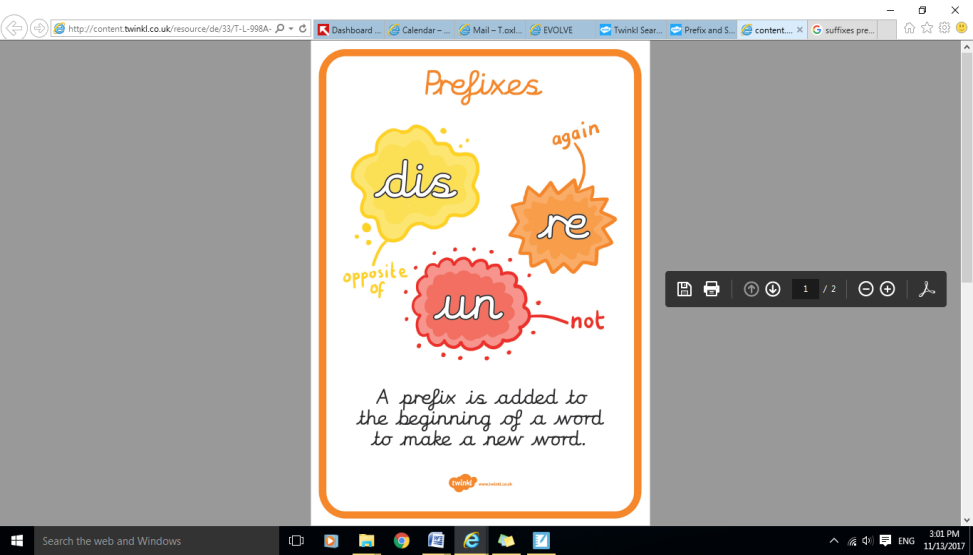 http://content.twinkl.co.uk/resource/de/33/T-L-998A-
Dashboard ...
Calendar – ...
Mail – T.oxl...
EVOLVE
Twinkl Sear...
Prefix and S...
content....
suffixes pre...
Prefixes
again
dis
re
opposite
of
un
not
1 / 2
A prefix is added to
the beginning of a word
to make a new word.
twinkl www.twinkl.co.uk
Search the web and Windows
ENG
3:01 PM
11/13/2017